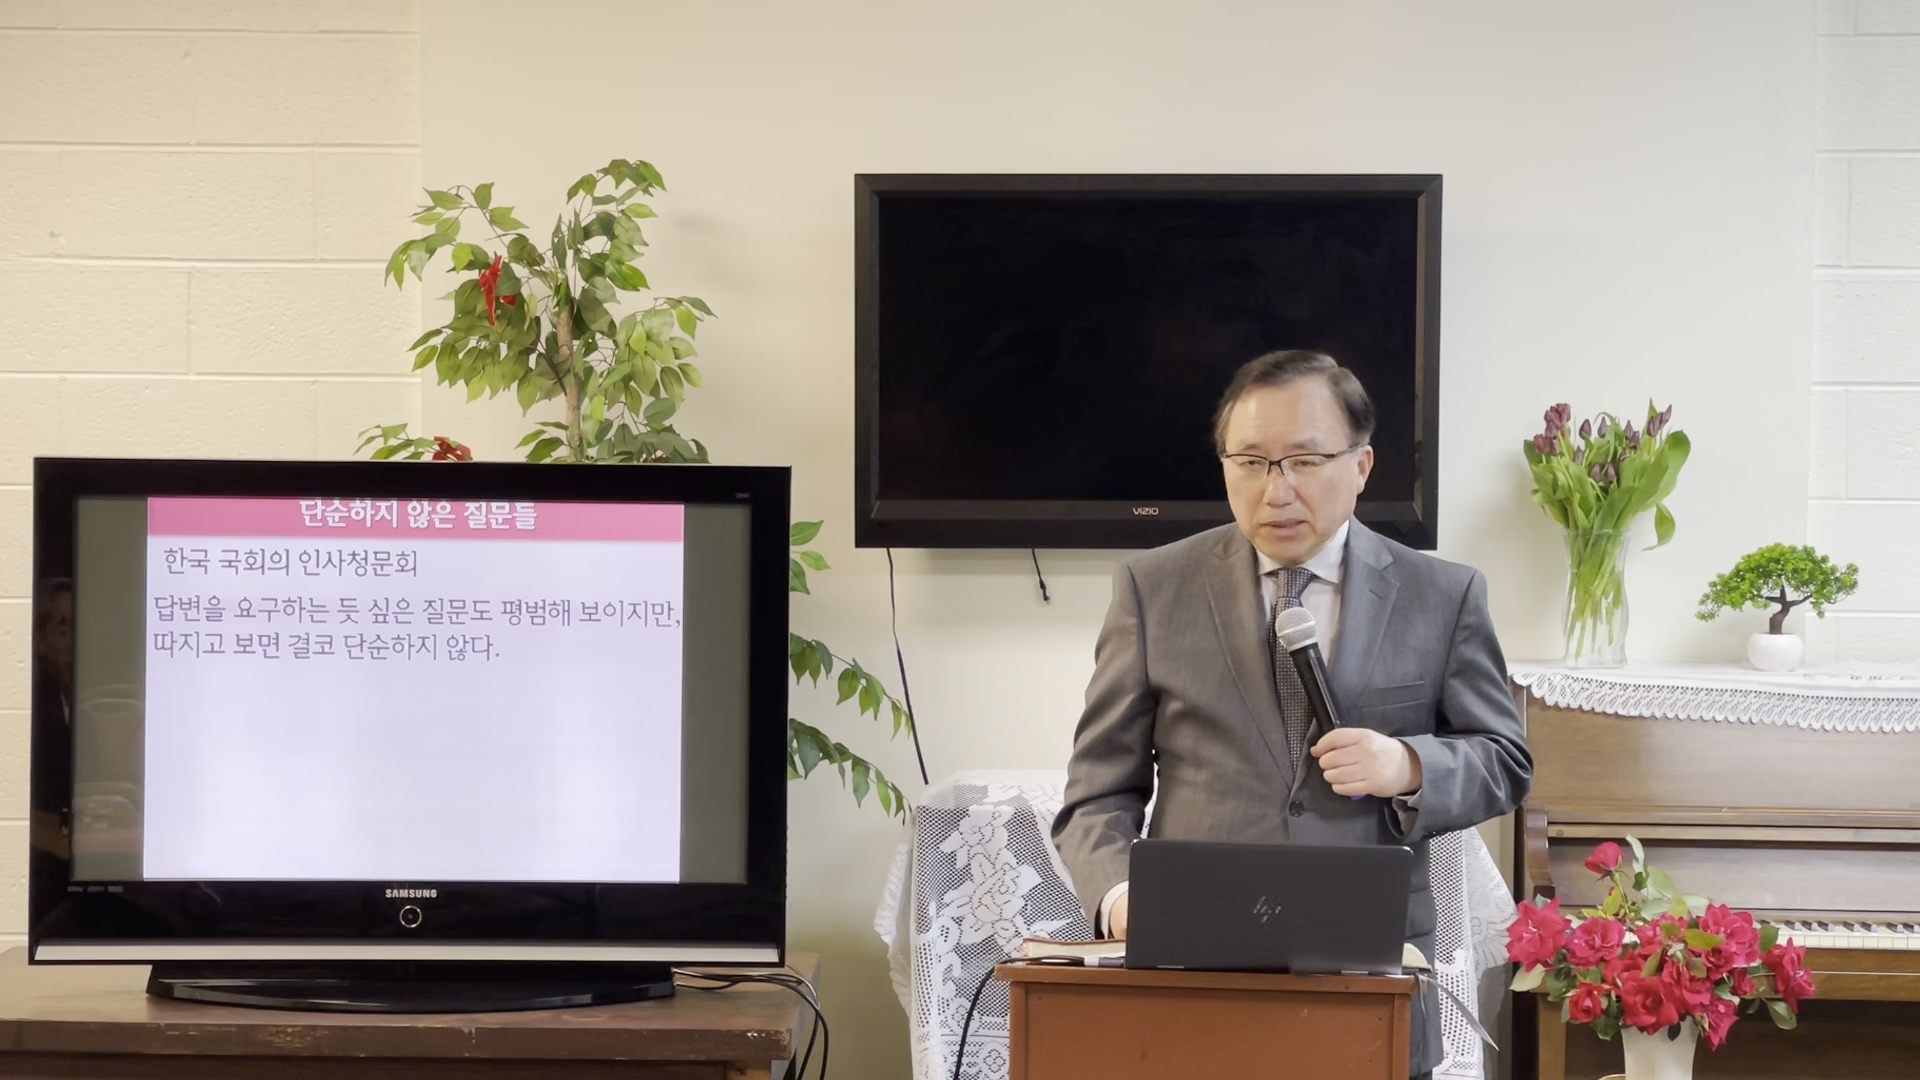 단순하지 않은 질문들
한국 국회의 인사청문회
답변을 요구하는 듯 싶은 질문도 평범해 보이지만,
따지고 보면 결코 단순하지 않다.
SAMSUNG
VIZIO
hp